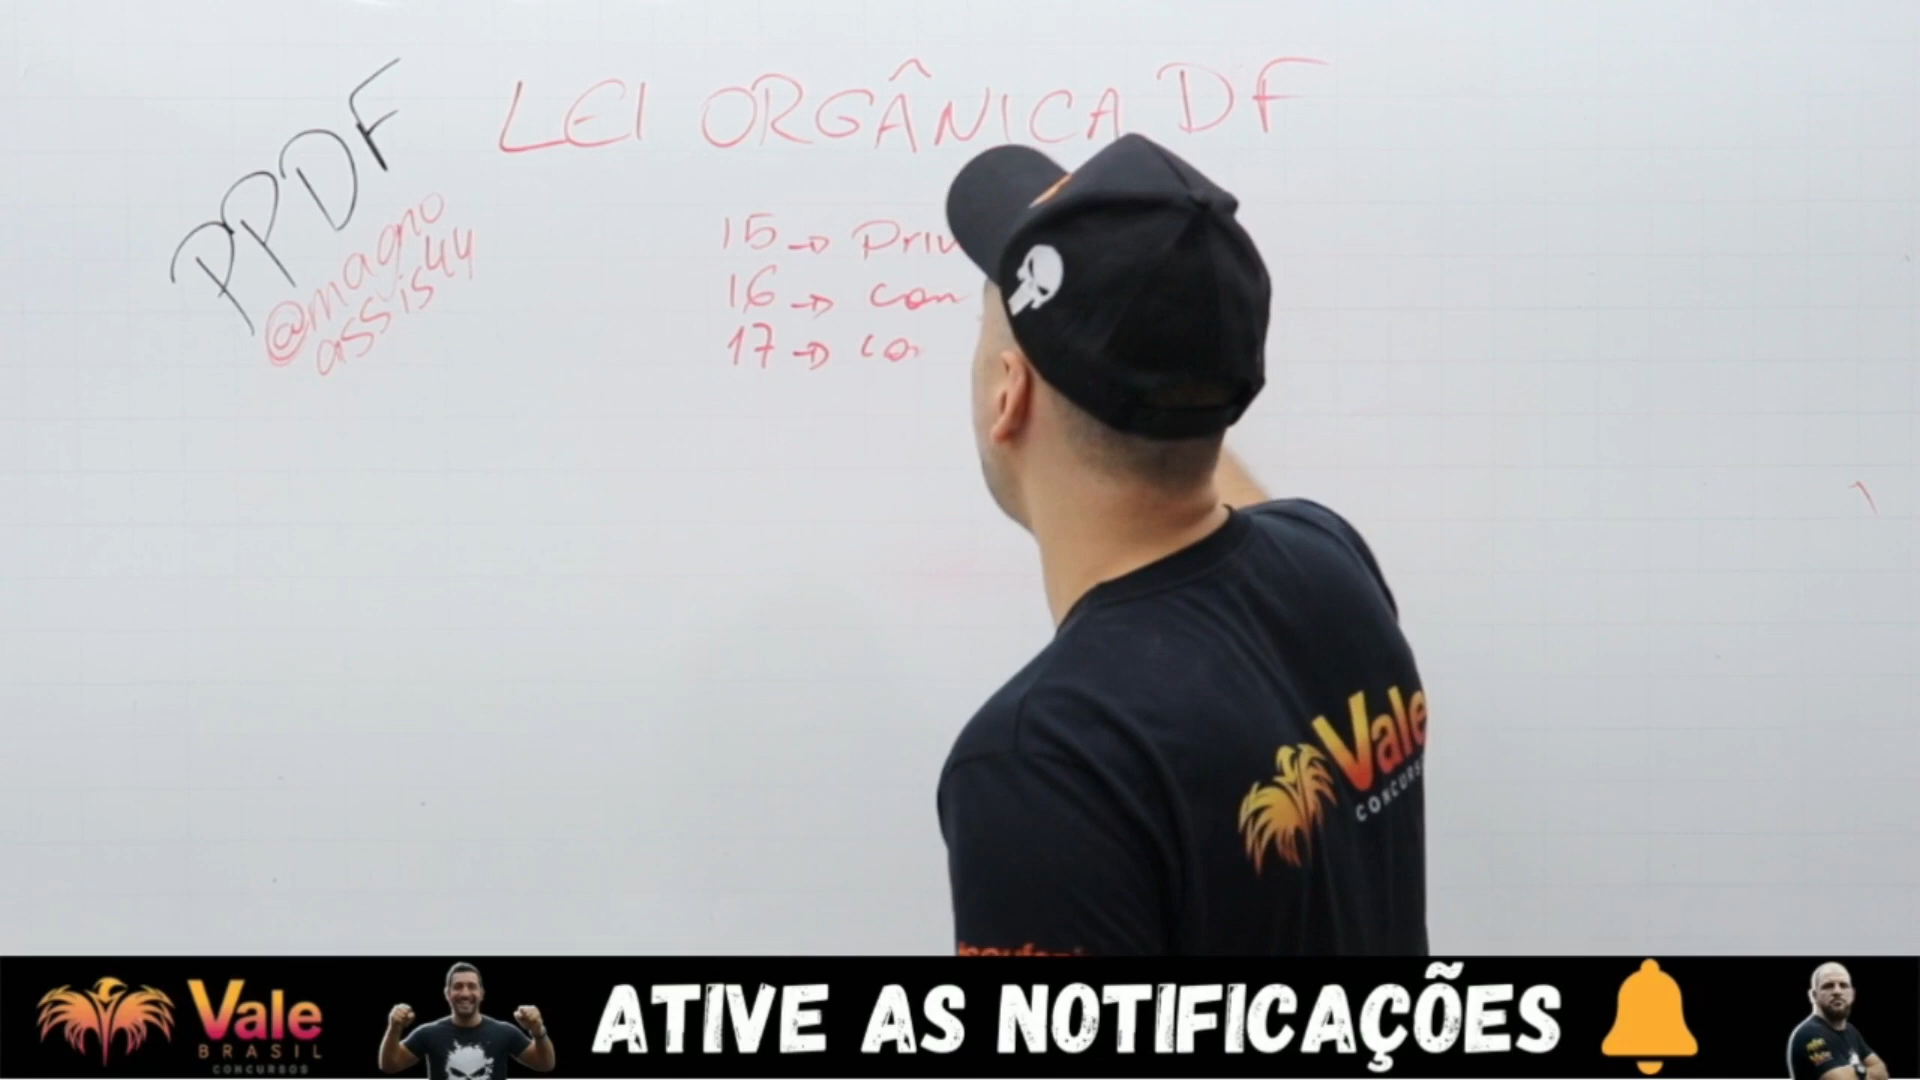 LEI ORGÂNICA DF
PPDF
@magno
assis44
15 → Priv
16 → con
17 → co
Vale
CONCURS
Vale
BRASIL
CONCURSOS
ATIVE AS NOTIFICAÇÕES